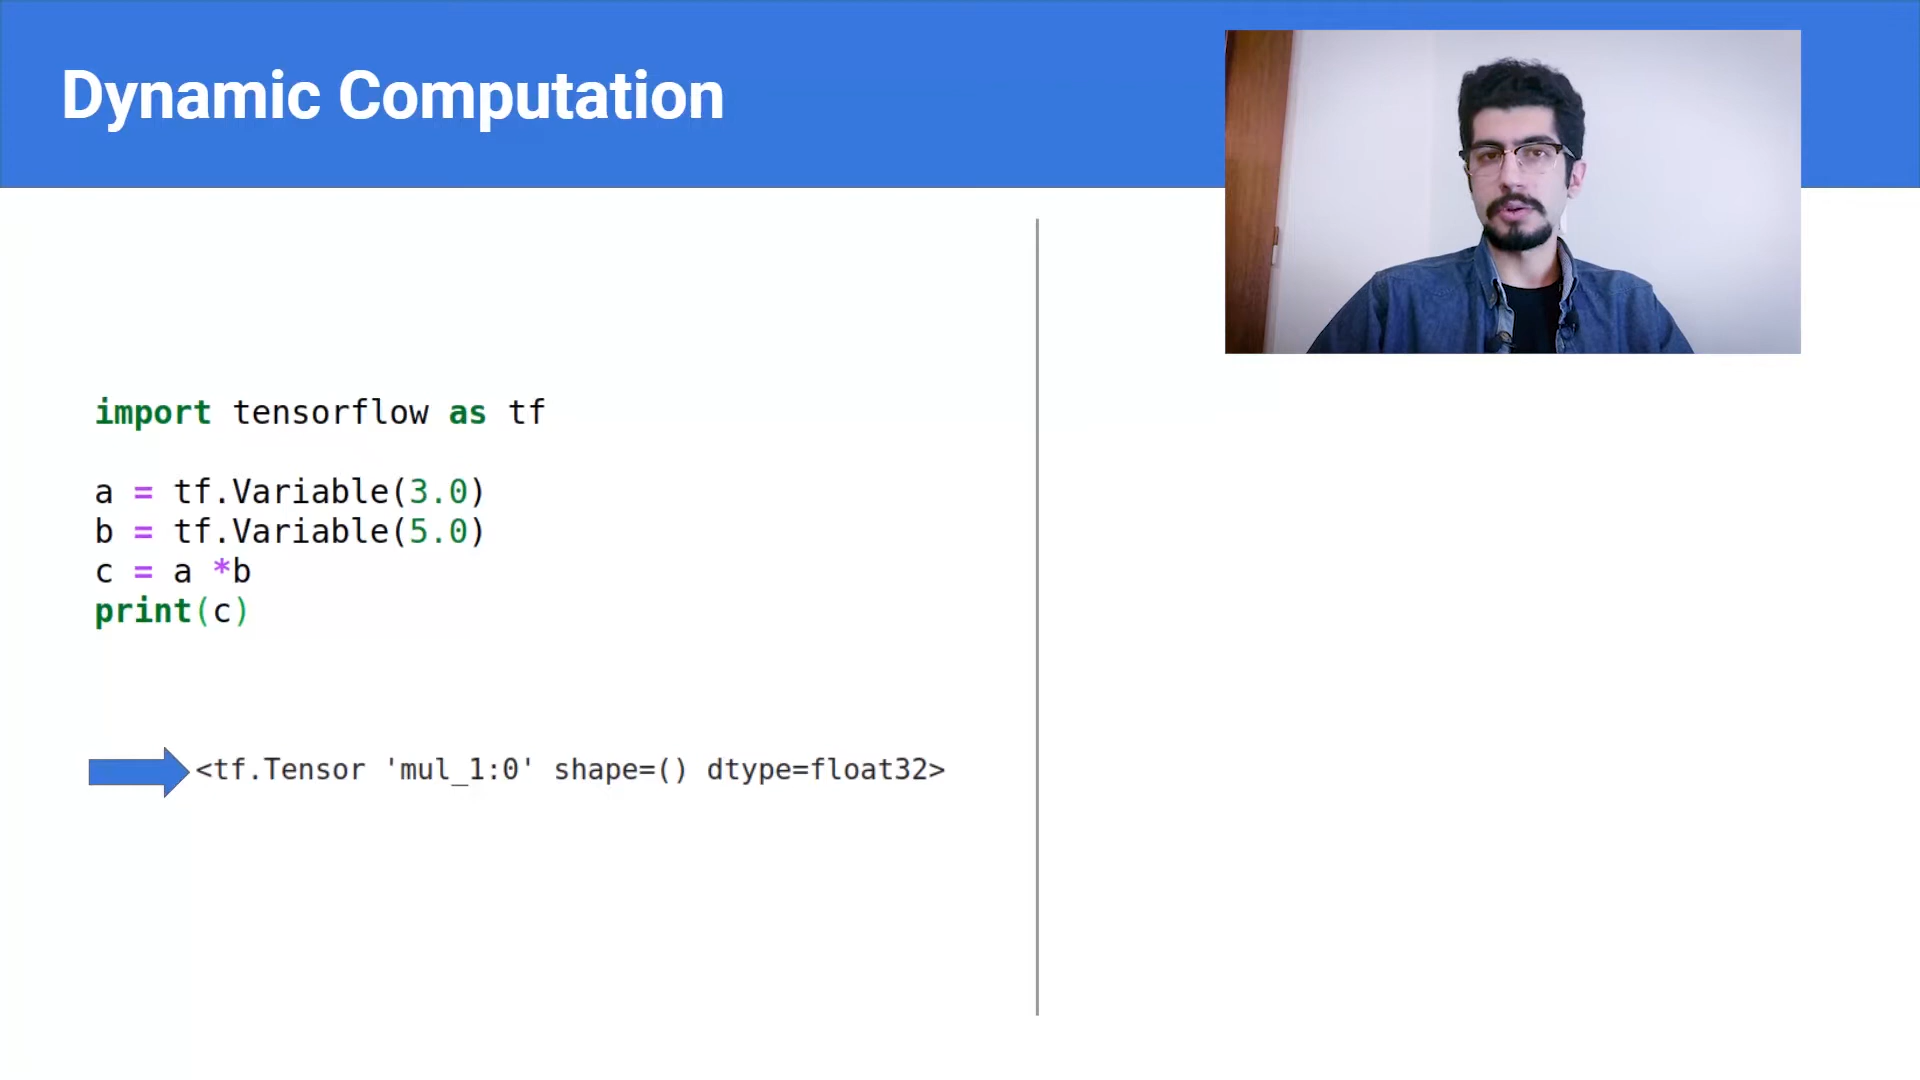 Dynamic Computation
import tensorflow as tf
a = tf.Variable(3.0)
b = tf.Variable(5.0)
c = a *b
print(c)
<tf.Tensor 'mul_1:0' shape=() dtype=float32>